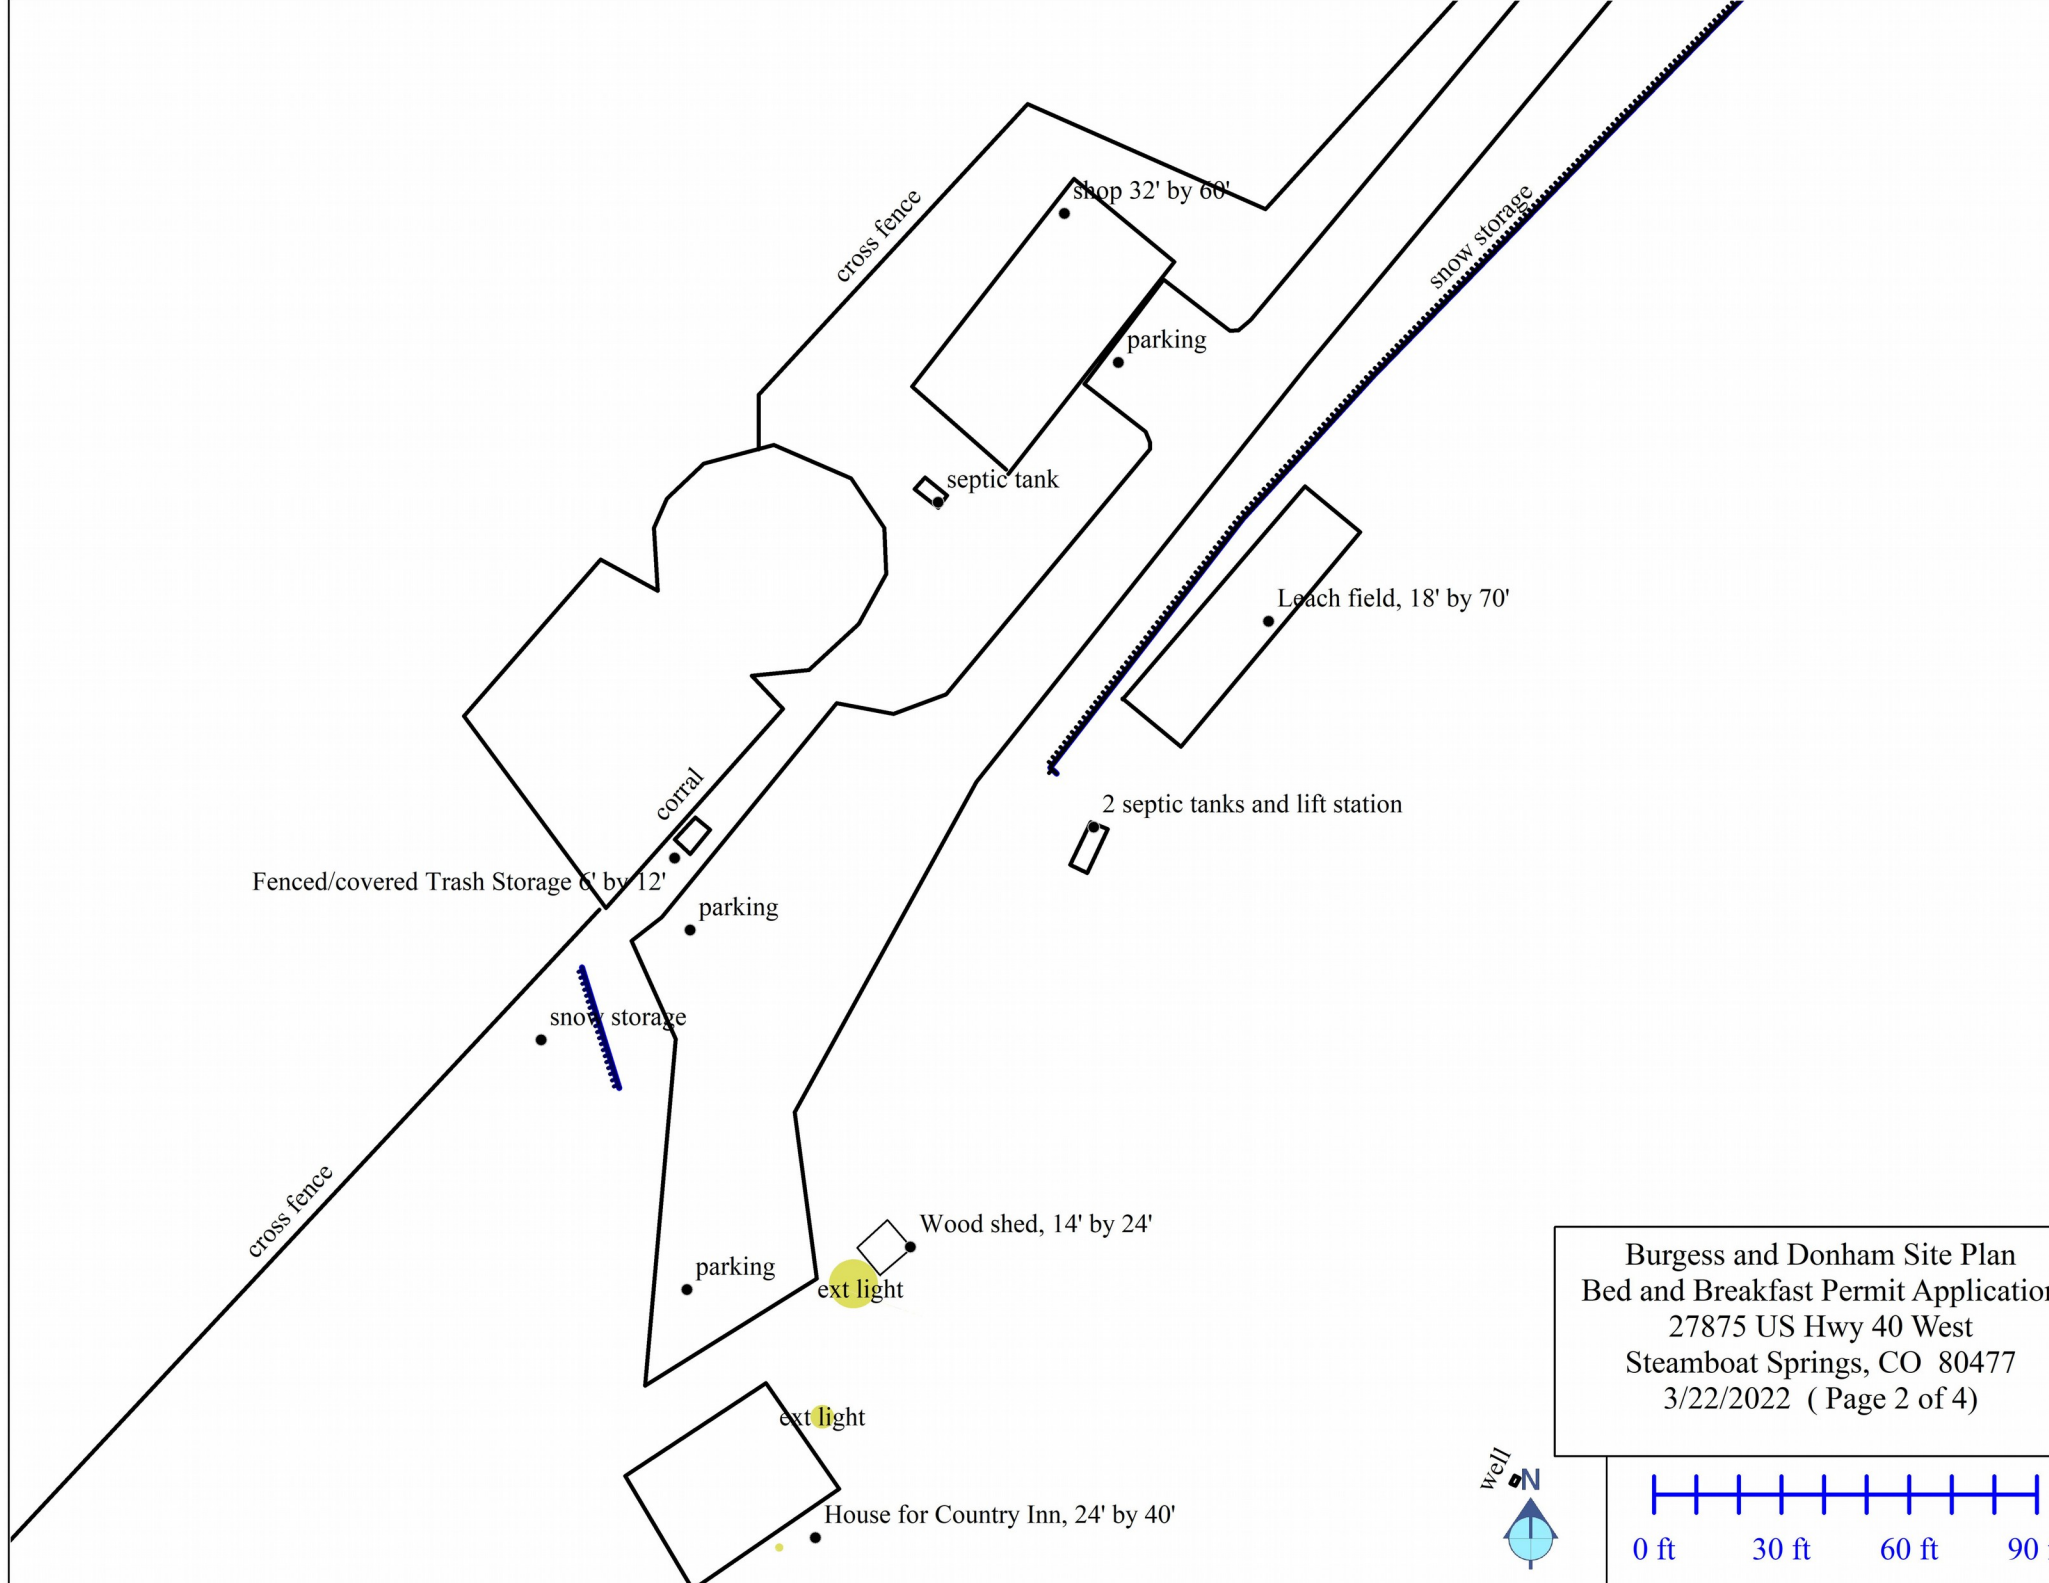 shop 32' by 60'
cross fence
snow storage
parking
septic tank
Leach field, 18' by 70'
corral
2 septic tanks and lift station
Fenced/covered Trash Storage 6' by 12'
parking
snow storage
cross fence
Wood shed, 14' by 24'
parking
ext light
ext light
House for Country Inn, 24' by 40'
Burgess and Donham Site Plan
Bed and Breakfast Permit Application
27875 US Hwy 40 West
Steamboat Springs, CO 80477
3/22/2022 ( Page 2 of 4)
well
N
0 ft 30 ft 60 ft 90